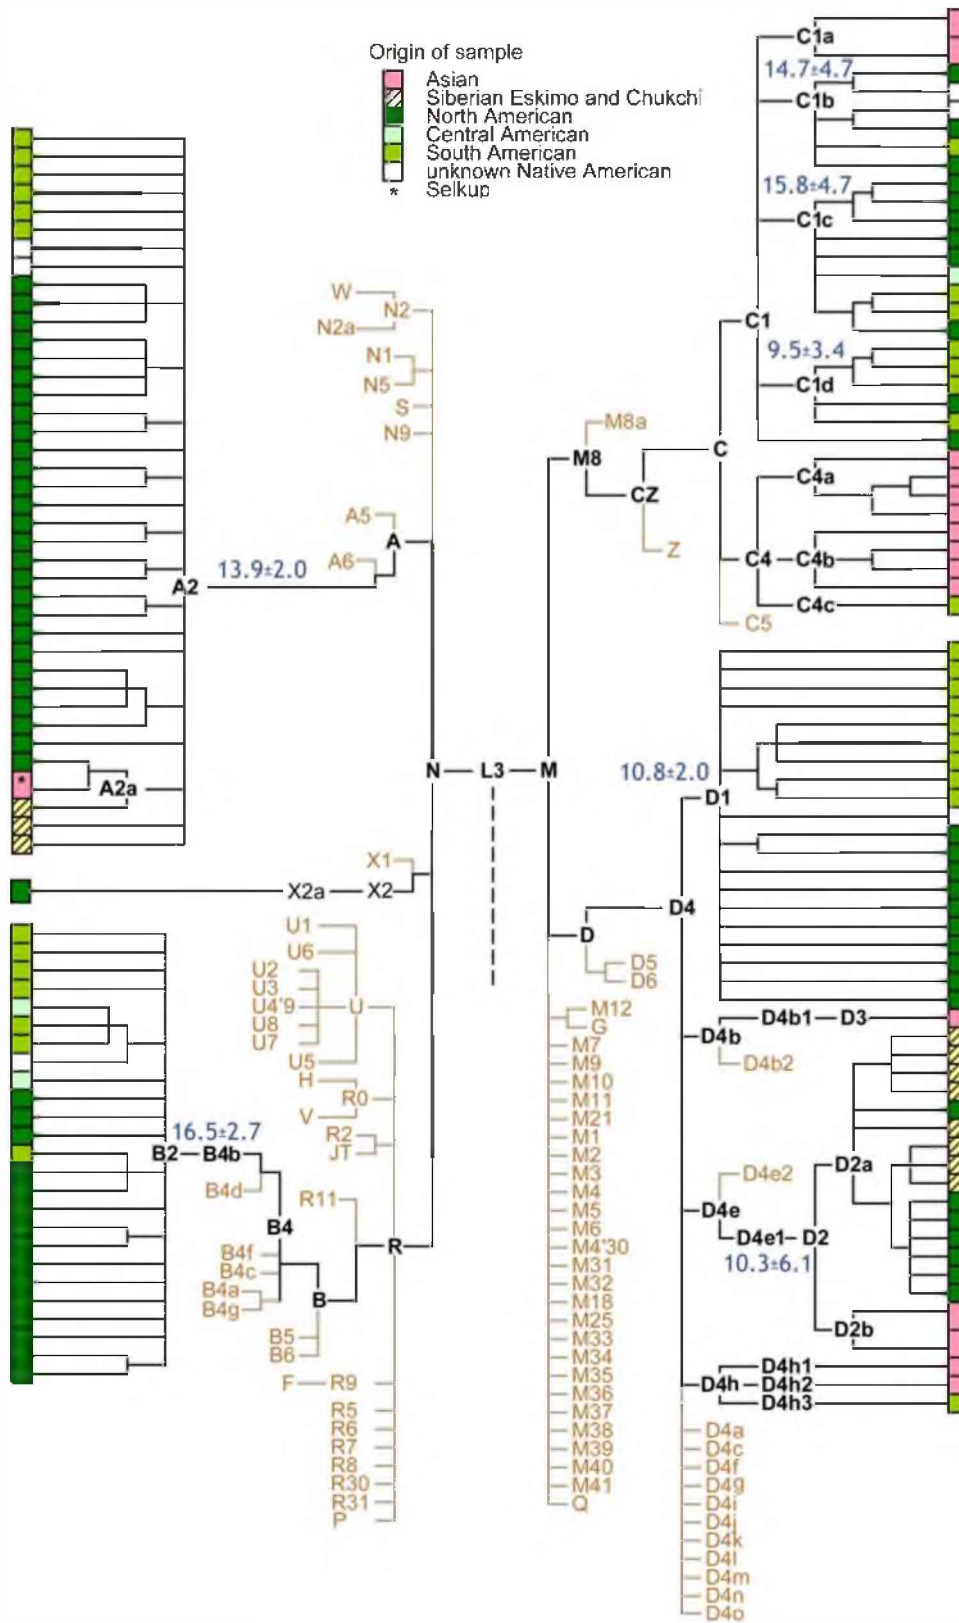 Origin of sample
Asian
Siberian Eskimo and Chukchi
North American
Central American
South American
unknown Native American
* Selkup
W
N2
N2a
N1
N5
S
N9
A5
A
A6
13.9±2.0
A2
*
A2a
N
L3
M
X1
X2a
X2
U1
U6
U2
U3
U4'9
U
U8
U7
U5
H
R0
V
R2
JT
16.5±2.7
B2
B4b
B4d
R11
B4
R
B4f
B4c
B4a
B4g
B
B5
B6
F
R9
R5
R6
R7
R8
R30
R31
P
C1a
14.7±4.7
C1b
15.8±4.7
C1c
C1
9.5±3.4
C1d
M8a
M8
C
CZ
C4a
Z
C4
C4b
C4c
C5
10.8±2.0
D1
D4
D
D5
D6
M12
G
M7
M9
M10
M11
M21
M1
M2
M3
M4
M5
M6
M4'30
M31
M32
M18
M25
M33
M34
M35
M36
M37
M38
M39
M40
M41
Q
D4b1
D3
D4b
D4b2
D2a
D4e2
D4e
D4e1
D2
10.3±6.1
D2b
D4h1
D4h
D4h2
D4h3
D4a
D4c
D4f
D4g
D4i
D4j
D4k
D4l
D4m
D4n
D4o